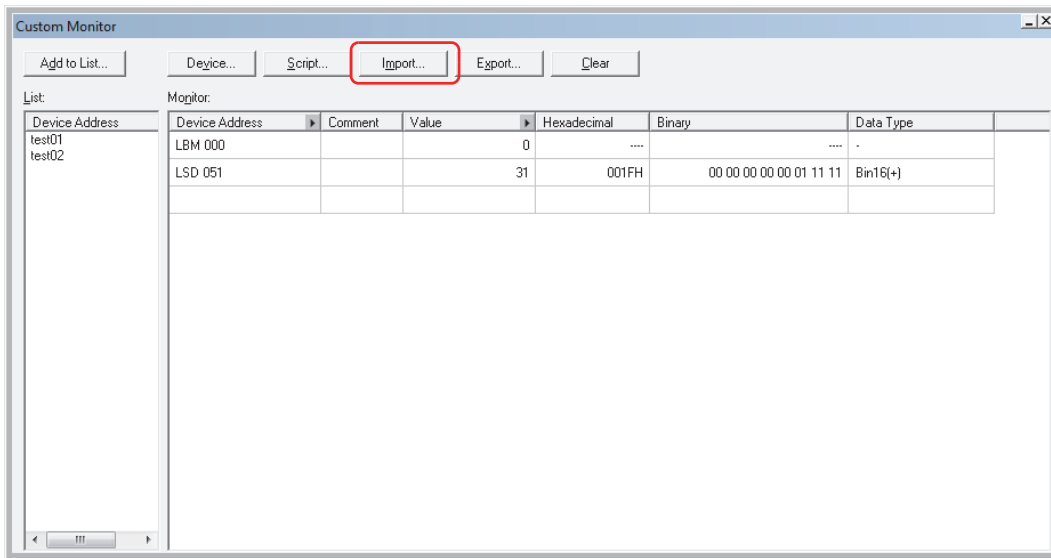 Custom Monitor
Add to List... Device... Script... Import... Export... Clear
List: Monitor:
Device Address Device Address Comment Value Hexadecimal Binary Data Type
test01
test02
LBM 000 0 ---- ---- -
LSD 051 31 001FH 00 00 00 00 00 01 11 11 Bin16(+)